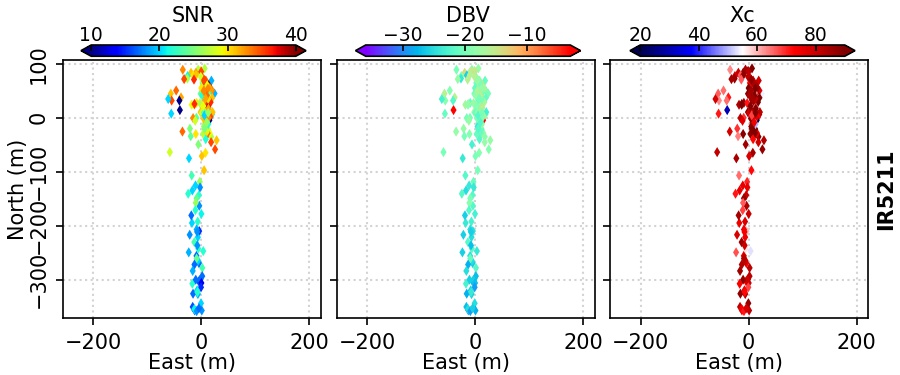 SNR DBV Xc
10 20 30 40 −30 −20 −10 20 40 60 80
100
0
−100
−200
−300
North (m)
IR5211
−200 0 200 −200 0 200 −200 0 200
East (m) East (m) East (m)